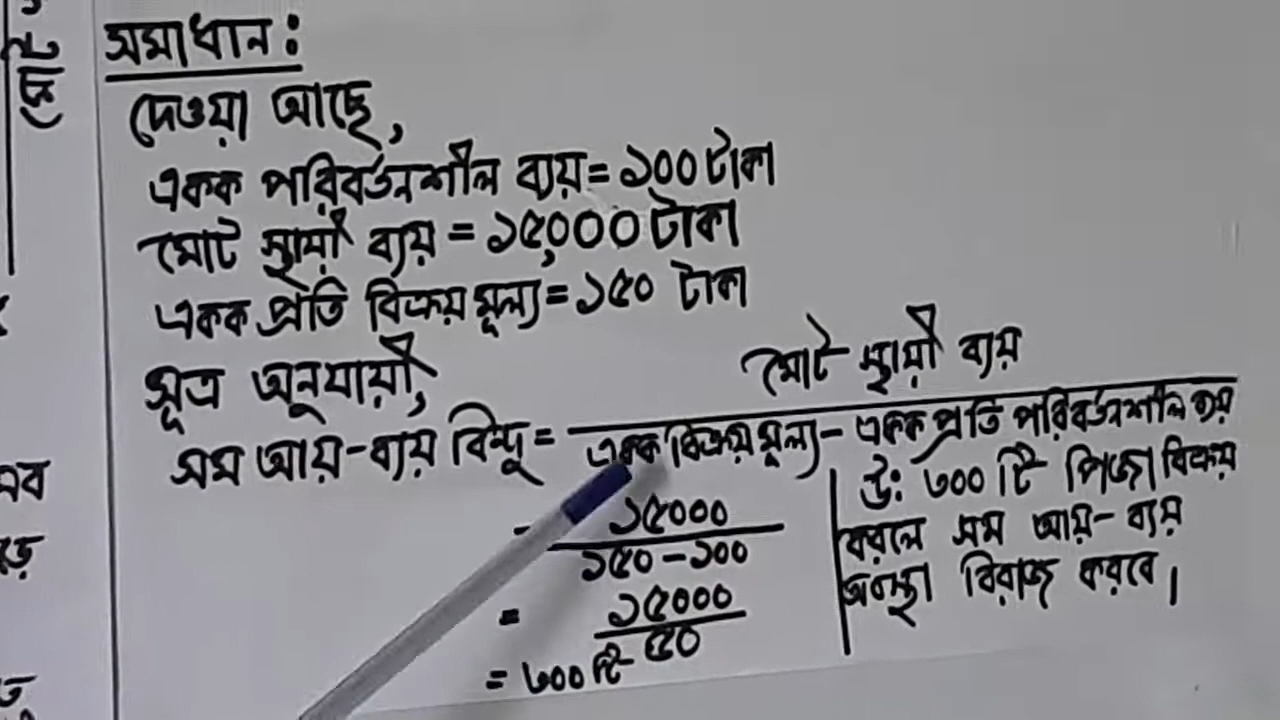 সমাধান:
দেওয়া আছে,
একক পরিবর্তনশীল ব্যয় = ১০০ টাকা
মোট স্থায়ী ব্যয় = ১৫,০০০ টাকা
একক প্রতি বিক্রয় মূল্য = ১৫০ টাকা
সূত্র অনুযায়ী,
মোট স্থায়ী ব্যয়
সম আয়-ব্যয় বিন্দু = একক বিক্রয় মূল্য - একক প্রতি পরিবর্তনশীল ব্যয়
= ১৫০০০
১৫০ - ১০০
= ১৫০০০
৫০
= ৩০০ টি
উ: ৩০০ টি পিজা বিক্রয়
করলে সম আয়-ব্যয়
অবস্থা বিরাজ করবে।